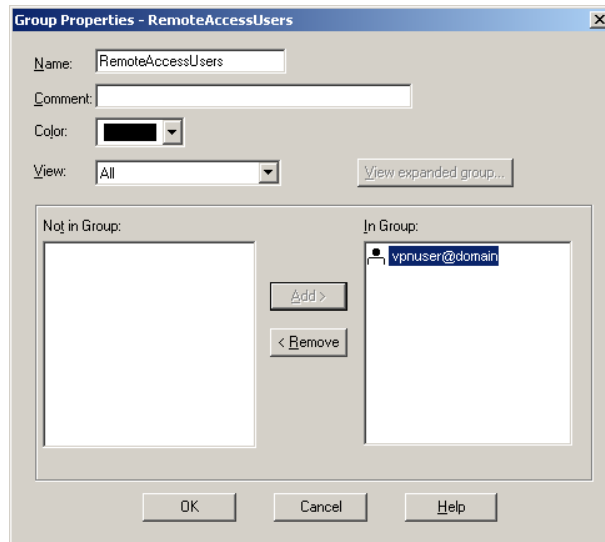 Group Properties - RemoteAccessUsers
Name: RemoteAccessUsers
Comment:
Color:
View: All View expanded group...
Not in Group: In Group:
vpnuser@domain
Add >
< Remove
OK Cancel Help